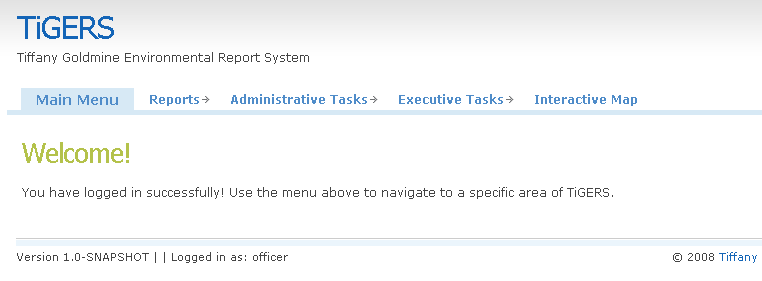 TiGERS
Tiffany Goldmine Environmental Report System
Main Menu Reports Administrative Tasks Executive Tasks Interactive Map
Welcome!
You have logged in successfully! Use the menu above to navigate to a specific area of TiGERS.
Version 1.0-SNAPSHOT | | Logged in as: officer © 2008 Tiffany